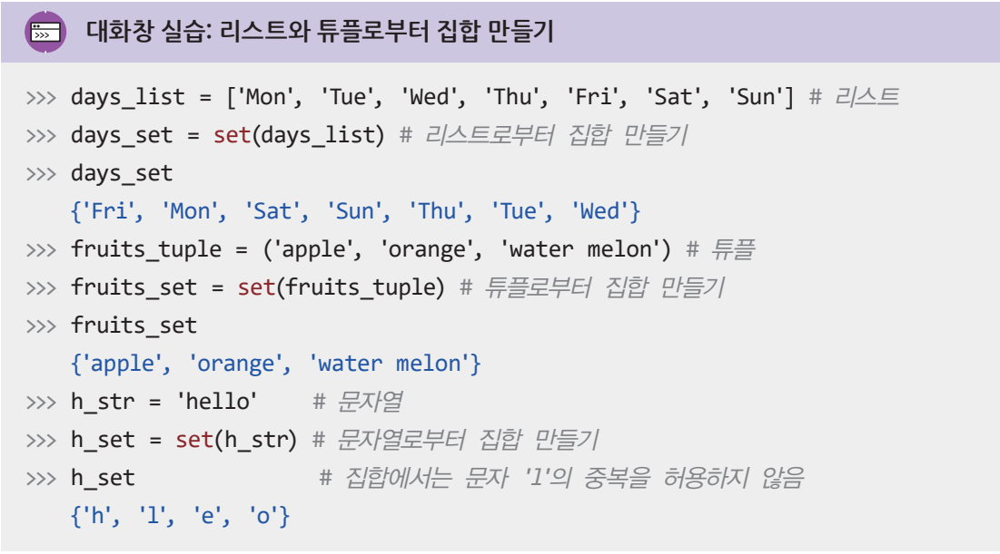 대화창 실습: 리스트와 튜플로부터 집합 만들기
>>> days_list = ['Mon', 'Tue', 'Wed', 'Thu', 'Fri', 'Sat', 'Sun'] # 리스트
>>> days_set = set(days_list) # 리스트로부터 집합 만들기
>>> days_set
{'Fri', 'Mon', 'Sat', 'Sun', 'Thu', 'Tue', 'Wed'}
>>> fruits_tuple = ('apple', 'orange', 'water melon') # 튜플
>>> fruits_set = set(fruits_tuple) # 튜플로부터 집합 만들기
>>> fruits_set
{'apple', 'orange', 'water melon'}
>>> h_str = 'hello' # 문자열
>>> h_set = set(h_str) # 문자열로부터 집합 만들기
>>> h_set # 집합에서는 문자 'l'의 중복을 허용하지 않음
{'h', 'l', 'e', 'o'}